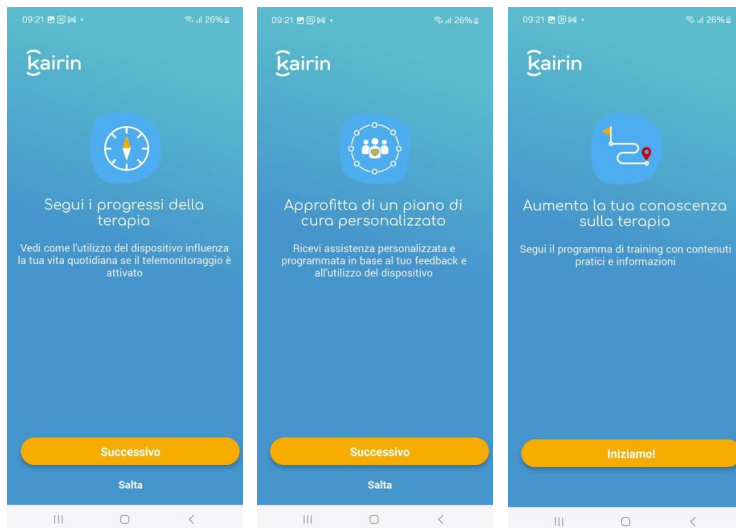 09:21
26%
kairin
Segui i progressi della
terapia
Vedi come l'utilizzo del dispositivo influenza
la tua vita quotidiana se il telemonitoraggio è
attivato
Successivo
Salta
09:21
26%
kairin
Approfitta di un piano di
cura personalizzato
Ricevi assistenza personalizzata e
programmata in base al tuo feedback e
all'utilizzo del dispositivo
Successivo
Salta
09:21
26%
kairin
Aumenta la tua conoscenza
sulla terapia
Segui il programma di training con contenuti
pratici e informazioni
Iniziamo!